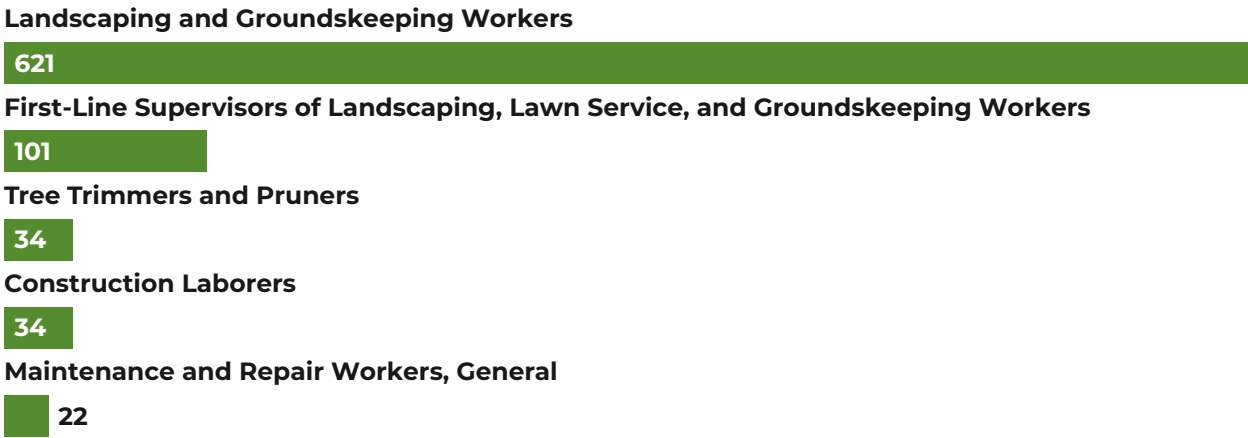 Landscaping and Groundskeeping Workers
621
First-Line Supervisors of Landscaping, Lawn Service, and Groundskeeping Workers
101
Tree Trimmers and Pruners
34
Construction Laborers
34
Maintenance and Repair Workers, General
22